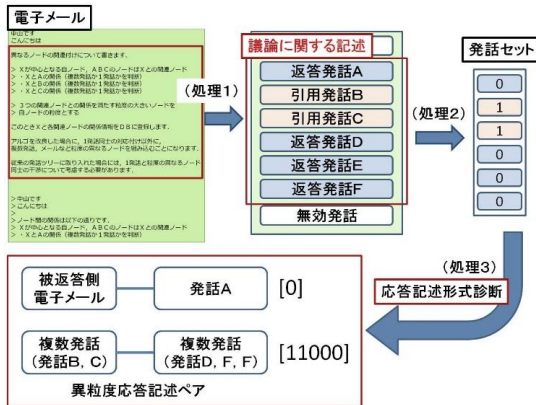 電子メール
中山です
こんにちは
異なるノードの関連付けについて書きます。
> Xが中心となる自ノード、ABCのノードはXとの関連ノード
> ・XとAの関係（複数発話か1発話かを判断）
> ・XとBの関係（複数発話か1発話かを判断）
> ・XとCの関係（複数発話か1発話かを判断）
> 3つの関連ノードとの関係を満たす粒度の大きいノードを
> 自ノードの粒度とする
このときXと各関連ノードの関係情報をDBに登録します。
アルゴを改良した場合に、1発話同士の対応付け以外に、
複数発話、メールなど粒度の異なるノードを組み込むことになります。
従来の発話ツリーに取り入れた場合には、1発話と粒度の異なるノード
同士の干渉について考慮する必要があります。
>中山です
>こんにちは
>
>ノード間の関係は以下の通りです。
> Xが中心となる自ノード、ABCのノードはXとの関連ノード
> ・XとAの関係（複数発話か1発話かを判断）
(処理1)
議論に関する記述
返答発話A
引用発話B
引用発話C
返答発話D
返答発話E
返答発話F
無効発話
(処理2)
発話セット
0
1
1
0
0
0
(処理3)
応答記述形式診断
被返答側
電子メール
発話A
[0]
複数発話
(発話B, C)
複数発話
(発話D, F, F)
[11000]
異粒度応答記述ペア